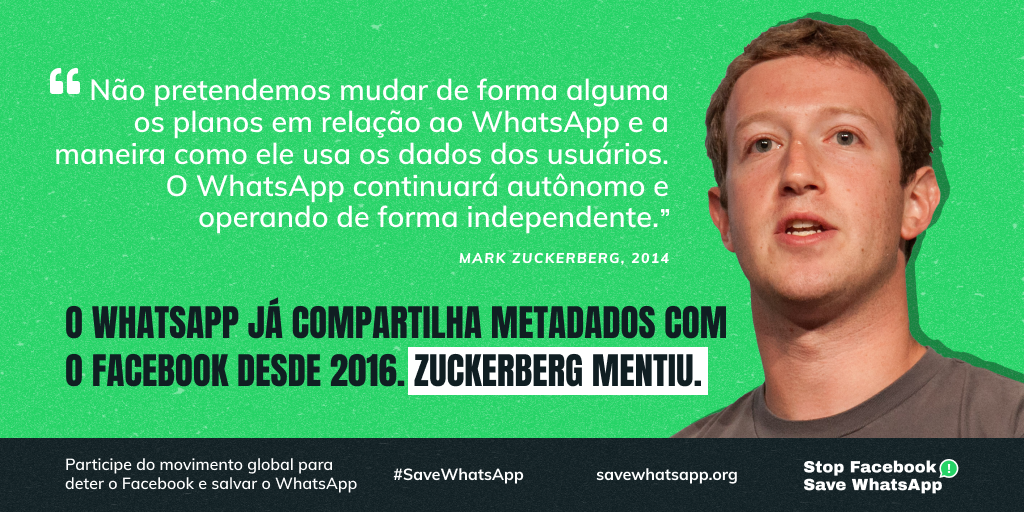 “ Não pretendemos mudar de forma alguma
os planos em relação ao WhatsApp e a
maneira como ele usa os dados dos usuários.
O WhatsApp continuará autônomo e
operando de forma independente.”
MARK ZUCKERBERG, 2014
O WHATSAPP JÁ COMPARTILHA METADADOS COM
O FACEBOOK DESDE 2016. ZUCKERBERG MENTIU.
Participe do movimento global para
deter o Facebook e salvar o WhatsApp
#SaveWhatsApp
savewhatsapp.org
Stop Facebook!
Save WhatsApp